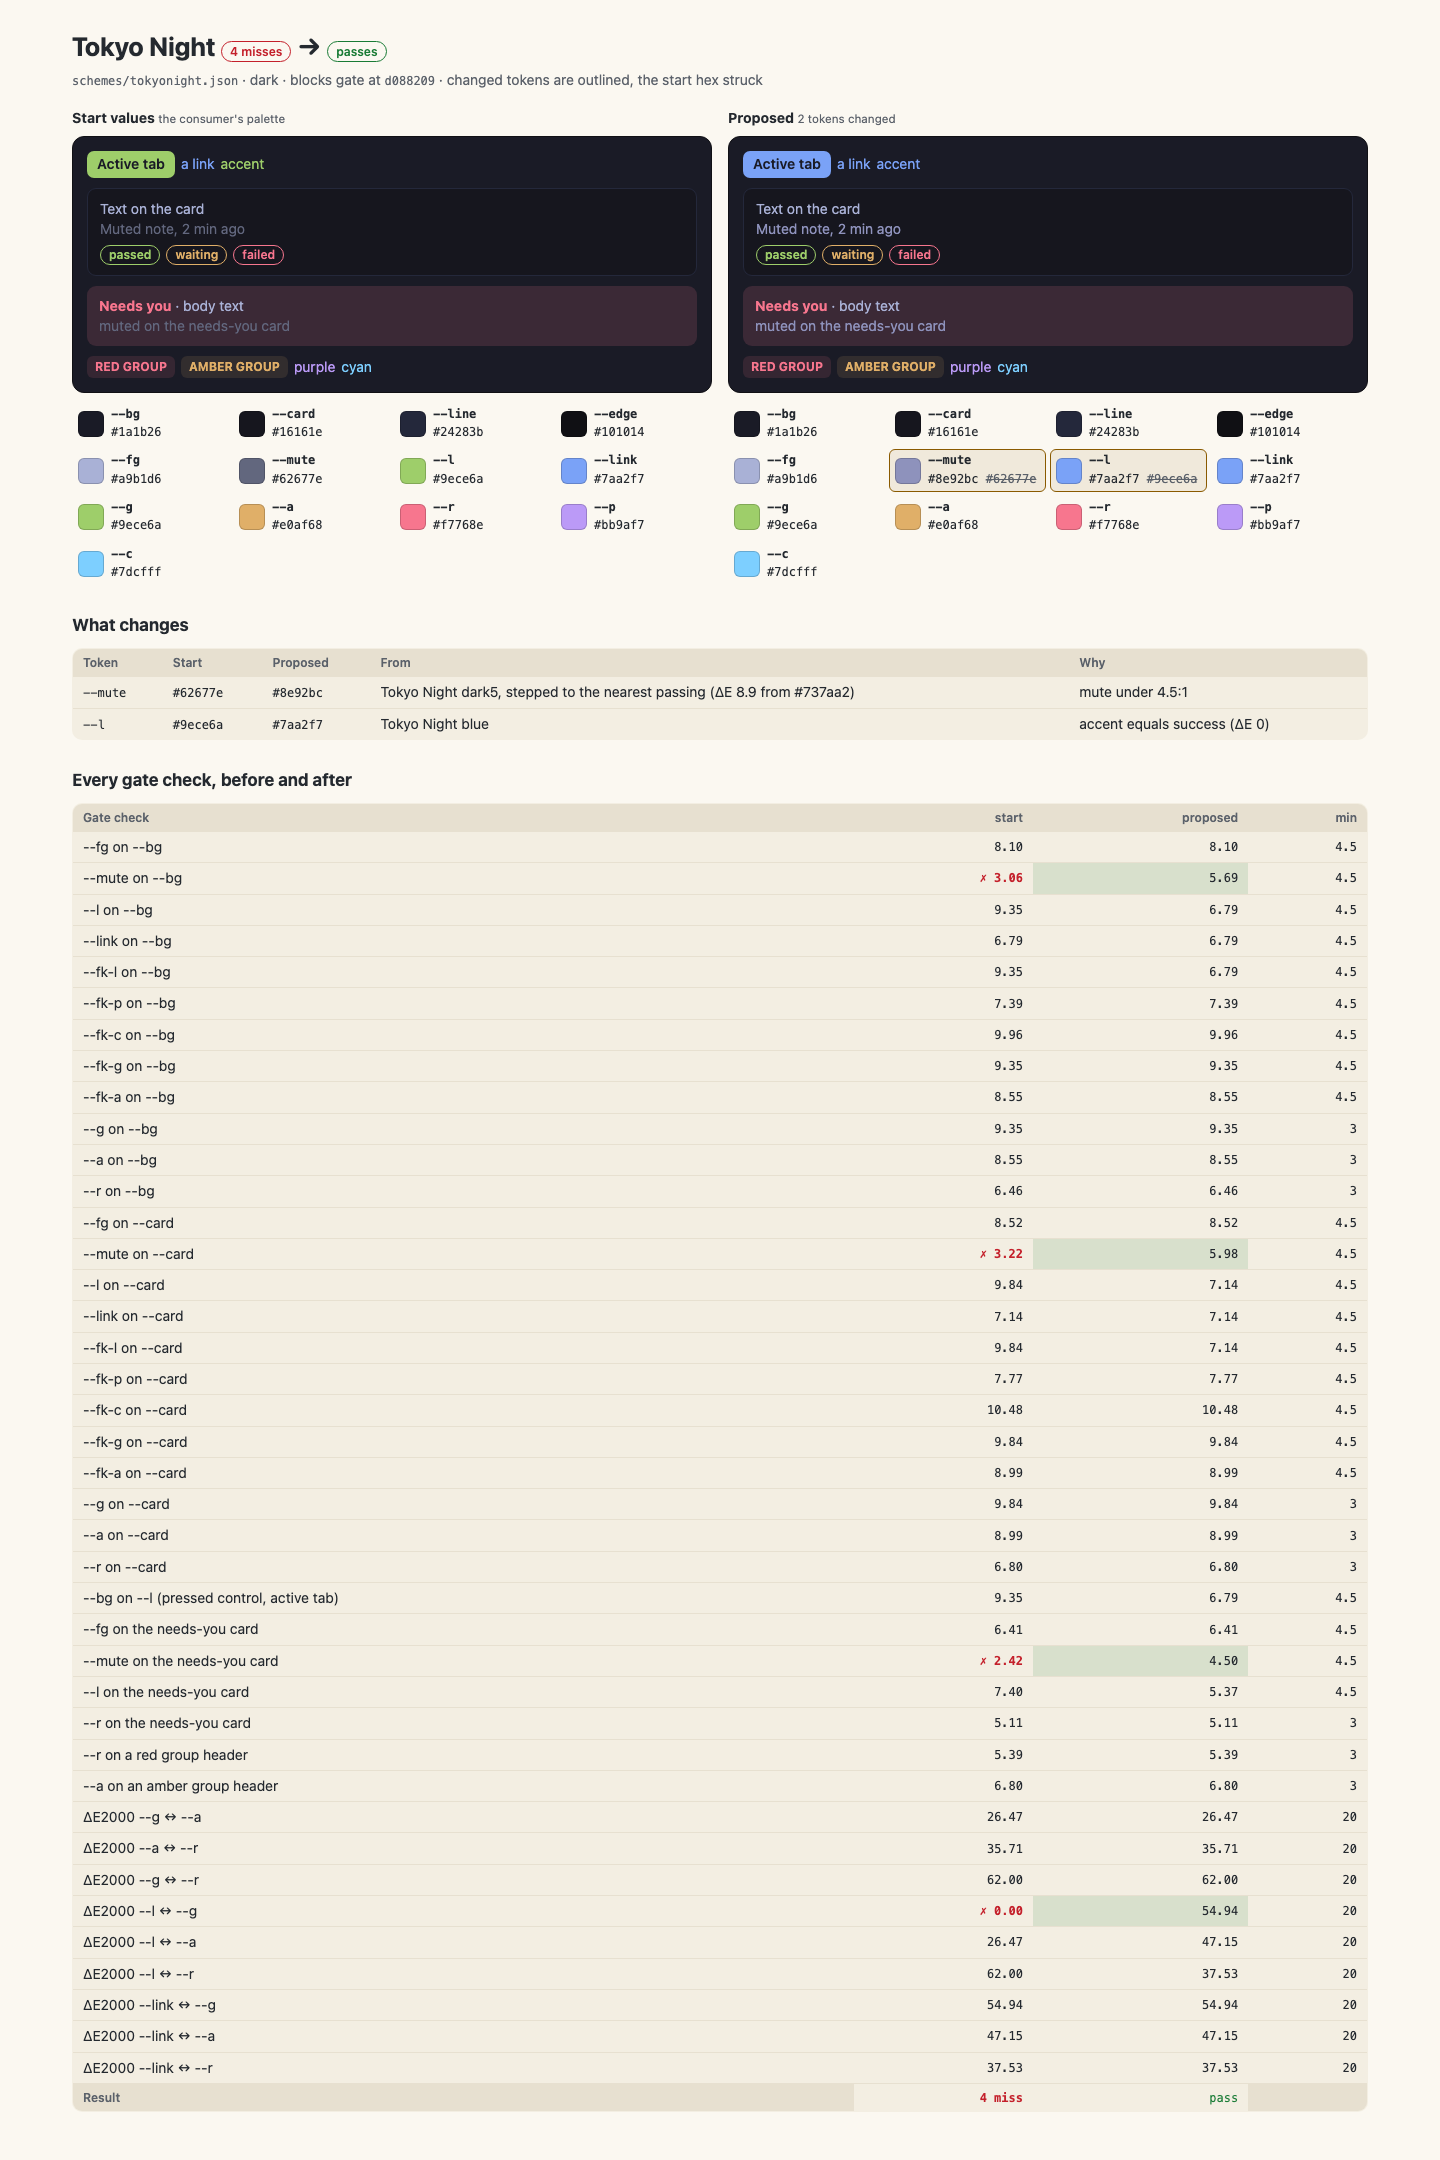 Tokyo Night 4 misses → passes
schemes/tokyonight.json · dark · blocks gate at d088209 · changed tokens are outlined, the start hex struck
Start values the consumer's palette
Active tab a link accent
Text on the card
Muted note, 2 min ago
passed waiting failed
Needs you · body text
muted on the needs-you card
RED GROUP AMBER GROUP purple cyan
--bg --card --line --edge
#1a1b26 #16161e #24283b #101014
--fg --mute --l --link
#a9b1d6 #62677e #9ece6a #7aa2f7
--g --a --r --p
#9ece6a #e0af68 #f7768e #bb9af7
--c
#7dcfff
Proposed 2 tokens changed
Active tab a link accent
Text on the card
Muted note, 2 min ago
passed waiting failed
Needs you · body text
muted on the needs-you card
RED GROUP AMBER GROUP purple cyan
--bg --card --line --edge
#1a1b26 #16161e #24283b #101014
--fg --mute --l --link
#a9b1d6 #8e92bc #62677e #7aa2f7 #9ece6a #7aa2f7
--g --a --r --p
#9ece6a #e0af68 #f7768e #bb9af7
--c
#7dcfff
What changes
Token Start Proposed From Why
--mute #62677e #8e92bc Tokyo Night dark5, stepped to the nearest passing (ΔE 8.9 from #737aa2) mute under 4.5:1
--l #9ece6a #7aa2f7 Tokyo Night blue accent equals success (ΔE 0)
Every gate check, before and after
Gate check start proposed min
--fg on --bg 8.10 8.10 4.5
--mute on --bg ✗ 3.06 5.69 4.5
--l on --bg 9.35 6.79 4.5
--link on --bg 6.79 6.79 4.5
--fk-l on --bg 9.35 6.79 4.5
--fk-p on --bg 7.39 7.39 4.5
--fk-c on --bg 9.96 9.96 4.5
--fk-g on --bg 9.35 9.35 4.5
--fk-a on --bg 8.55 8.55 4.5
--g on --bg 9.35 9.35 3
--a on --bg 8.55 8.55 3
--r on --bg 6.46 6.46 3
--fg on --card 8.52 8.52 4.5
--mute on --card ✗ 3.22 5.98 4.5
--l on --card 9.84 7.14 4.5
--link on --card 7.14 7.14 4.5
--fk-l on --card 9.84 7.14 4.5
--fk-p on --card 7.77 7.77 4.5
--fk-c on --card 10.48 10.48 4.5
--fk-g on --card 9.84 9.84 4.5
--fk-a on --card 8.99 8.99 4.5
--g on --card 9.84 9.84 3
--a on --card 8.99 8.99 3
--r on --card 6.80 6.80 3
--bg on --l (pressed control, active tab) 9.35 6.79 4.5
--fg on the needs-you card 6.41 6.41 4.5
--mute on the needs-you card ✗ 2.42 4.50 4.5
--l on the needs-you card 7.40 5.37 4.5
--r on the needs-you card 5.11 5.11 3
--r on a red group header 5.39 5.39 3
--a on an amber group header 6.80 6.80 3
ΔE2000 --g ↔ --a 26.47 26.47 20
ΔE2000 --a ↔ --r 35.71 35.71 20
ΔE2000 --g ↔ --r 62.00 62.00 20
ΔE2000 --l ↔ --g ✗ 0.00 54.94 20
ΔE2000 --l ↔ --a 26.47 47.15 20
ΔE2000 --l ↔ --r 62.00 37.53 20
ΔE2000 --link ↔ --g 54.94 54.94 20
ΔE2000 --link ↔ --a 47.15 47.15 20
ΔE2000 --link ↔ --r 37.53 37.53 20
Result 4 miss pass